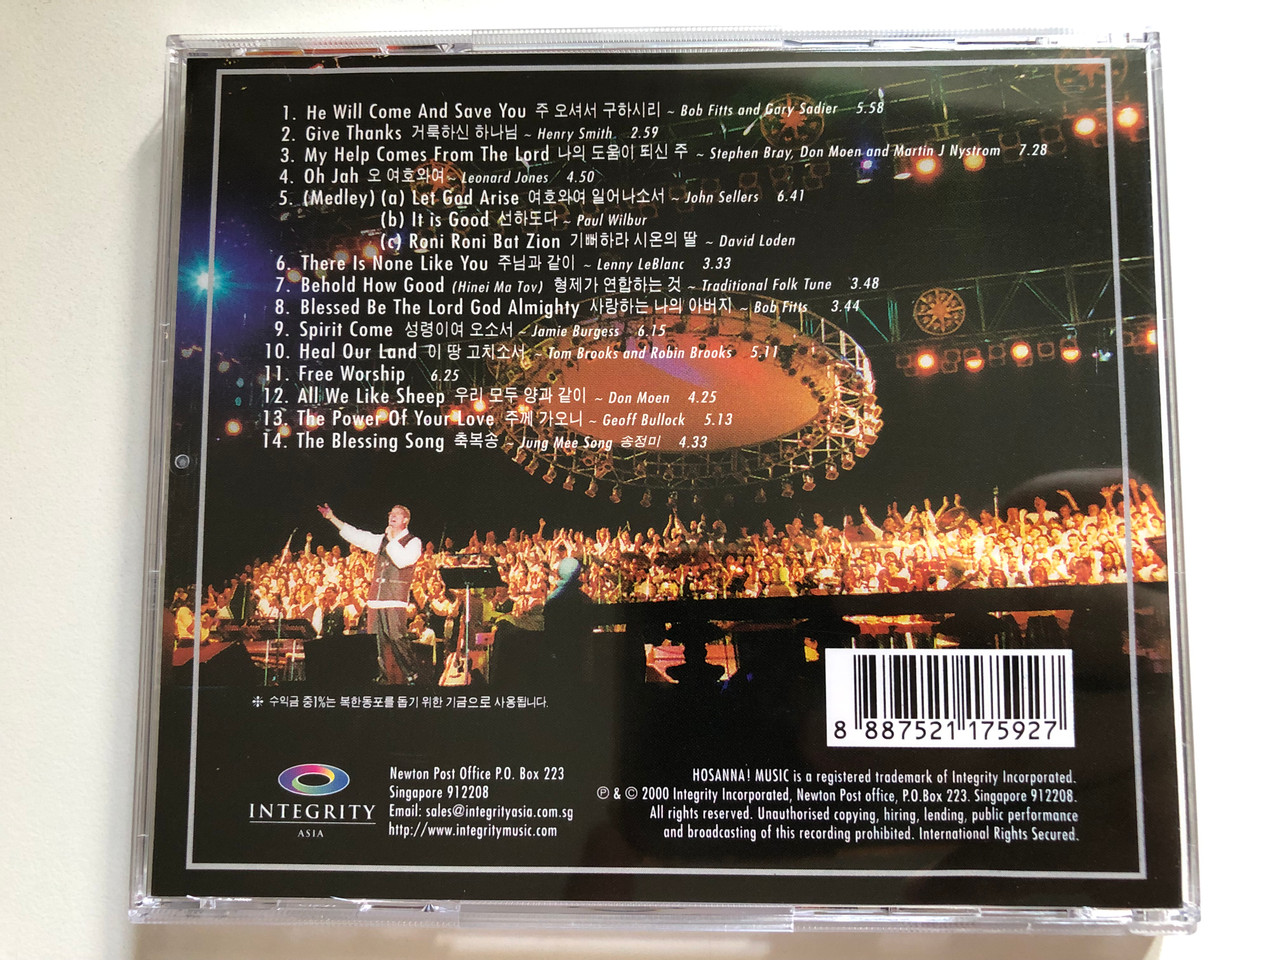 1. He Will Come And Save You 주 오셔서 구하시리 ~ Bob Fitts and Gary Sadler 5.58
2. Give Thanks 거룩하신 하나님 ~ Henry Smith 2.59
3. My Help Comes From The Lord 나의 도움이 되신 주 ~ Stephen Bray, Don Moen and Martin J Nystrom 7.28
4. Oh Jah 오 여호와여 ~ Leonard Jones 4.50
5. (Medley) (a) Let God Arise 여호와여 일어나소서 ~ John Sellers 6.41
(b) It is Good 선하도다 ~ Paul Wilbur
(c) Roni Roni Bat Zion 기뻐하라 시온의 딸 ~ David Loden
6. There Is None Like You 주님과 같이 ~ Lenny LeBlanc 3.33
7. Behold How Good (Hinei Ma Tov) 형제가 연합하는 것 ~ Traditional Folk Tune 3.48
8. Blessed Be The Lord God Almighty 사랑하는 나의 아버지 ~ Bob Fitts 3.44
9. Spirit Come 성령이여 오소서 ~ Jamie Burgess 6.15
10. Heal Our Land 이 땅 고치소서 ~ Tom Brooks and Robin Brooks 5.11
11. Free Worship 6.25
12. All We Like Sheep 우리 모두 양과 같이 ~ Don Moen 4.25
13. The Power Of Your Love 주께 가오니 ~ Geoff Bullock 5.13
14. The Blessing Song 축복송 ~ Jung Mee Song 송정미 4.33
❉ 수익금 중1%는 북한동포를 돕기 위한 기금으로 사용됩니다.
8 887521 175927
INTEGRITY
ASIA
Newton Post Office P.O. Box 223
Singapore 912208
Email: sales@integrityasia.com.sg
http://www.integritymusic.com
HOSANNA! MUSIC is a registered trademark of Integrity Incorporated.
℗ & © 2000 Integrity Incorporated, Newton Post office, P.O.Box 223. Singapore 912208.
All rights reserved. Unauthorised copying, hiring, lending, public performance
and broadcasting of this recording prohibited. International Rights Secured.